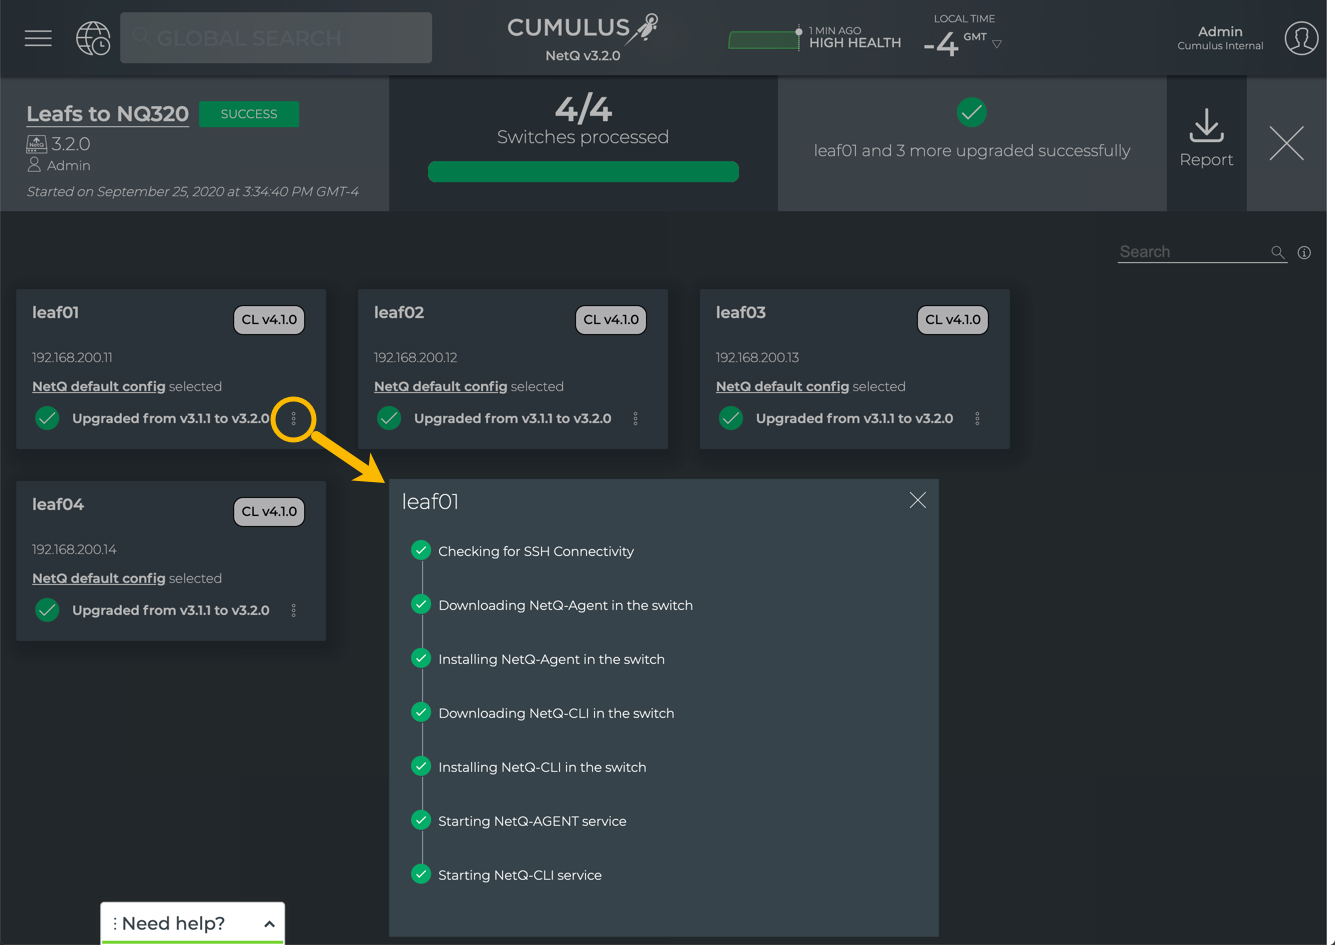 GLOBAL SEARCH
CUMULUS
NetQ v3.2.0
1 MIN AGO
HIGH HEALTH
LOCAL TIME
-4 GMT
Admin
Cumulus Internal
Leafs to NQ320
SUCCESS
NetQ
3.2.0
Admin
Started on September 25, 2020 at 3:34:40 PM GMT-4
4/4
Switches processed
leaf01 and 3 more upgraded successfully
Report
Search
leaf01
CL v4.1.0
192.168.200.11
NetQ default config selected
Upgraded from v3.1.1 to v3.2.0
leaf02
CL v4.1.0
192.168.200.12
NetQ default config selected
Upgraded from v3.1.1 to v3.2.0
leaf03
CL v4.1.0
192.168.200.13
NetQ default config selected
Upgraded from v3.1.1 to v3.2.0
leaf04
CL v4.1.0
192.168.200.14
NetQ default config selected
Upgraded from v3.1.1 to v3.2.0
leaf01
Checking for SSH Connectivity
Downloading NetQ-Agent in the switch
Installing NetQ-Agent in the switch
Downloading NetQ-CLI in the switch
Installing NetQ-CLI in the switch
Starting NetQ-AGENT service
Starting NetQ-CLI service
Need help?